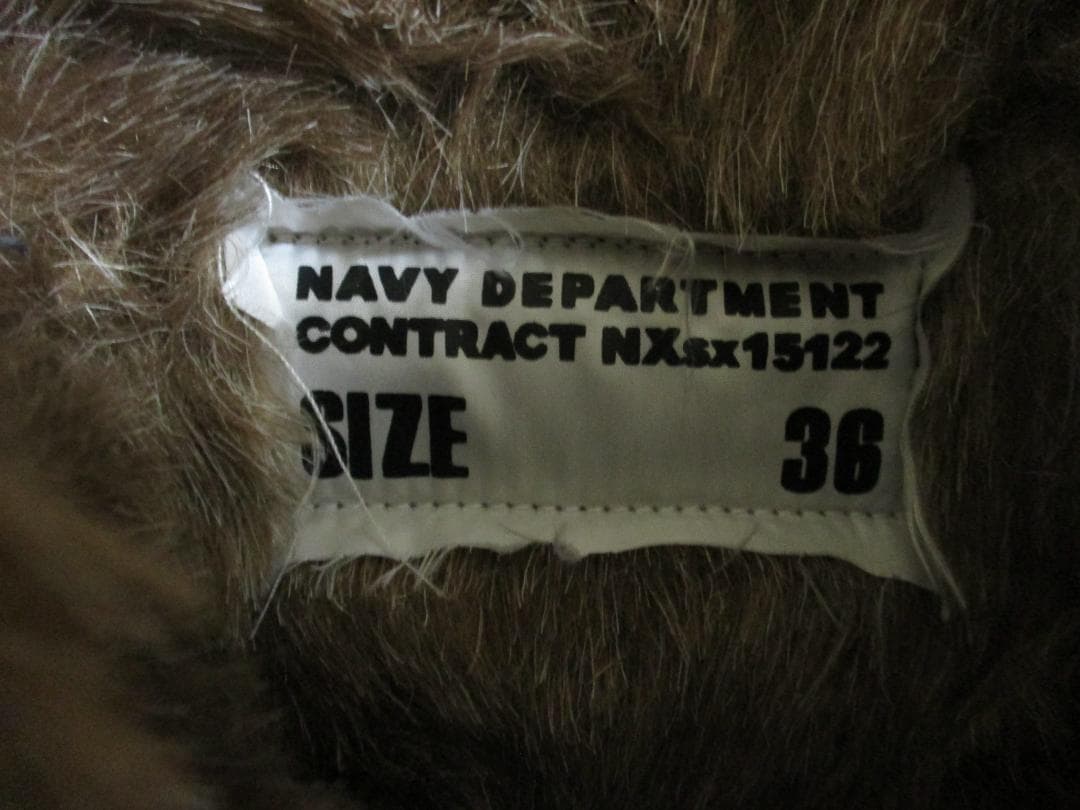 NAVY DEPARTMENT
CONTRACT NXsx15122
SIZE 36